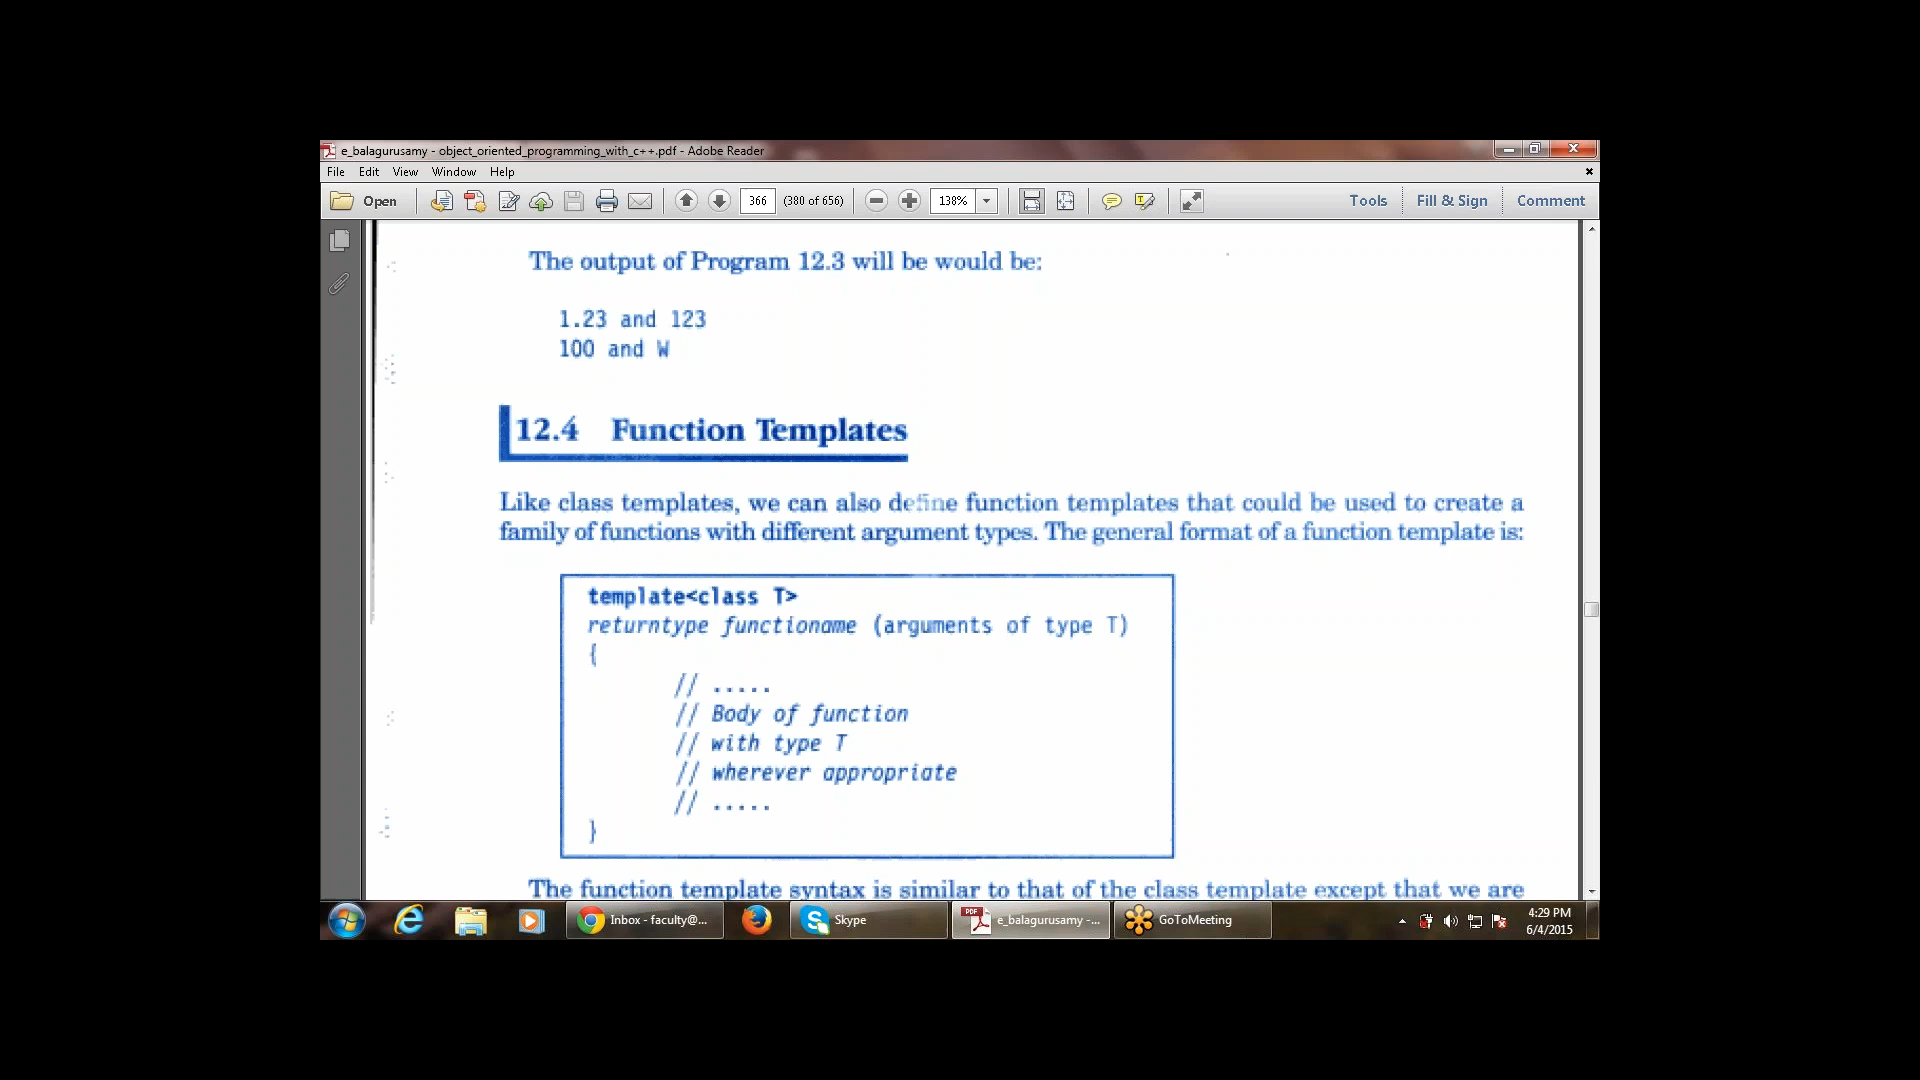 e_balagurusamy - object_oriented_programming_with_c++.pdf - Adobe Reader
File Edit View Window Help
Open 366 (380 of 656) 138% Tools Fill & Sign Comment
The output of Program 12.3 will be would be:
1.23 and 123
100 and W
12.4 Function Templates
Like class templates, we can also define function templates that could be used to create a
family of functions with different argument types. The general format of a function template is:
template<class T>
returntype functioname (arguments of type T)
{
// .....
// Body of function
// with type T
// wherever appropriate
// .....
}
The function template syntax is similar to that of the class template except that we are
Inbox - faculty@... Skype e_balagurusamy -... GoToMeeting
4:29 PM
6/4/2015